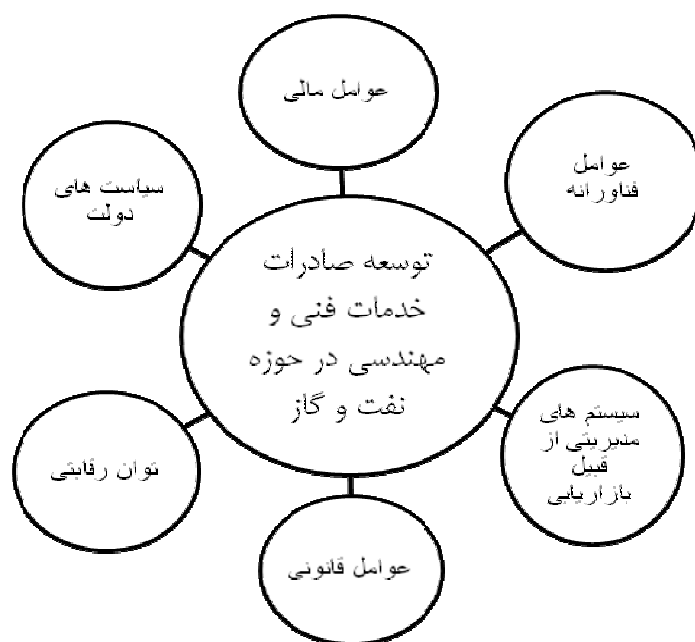 عوامل مالی
عوامل
فناورانه
سیاست های
دولت
توسعه صادرات
خدمات فنی و
مهندسی در حوزه
نفت و گاز
سیستم های
مدیریتی از
قبیل
بازاریابی
توان رقابتی
عوامل قانونی